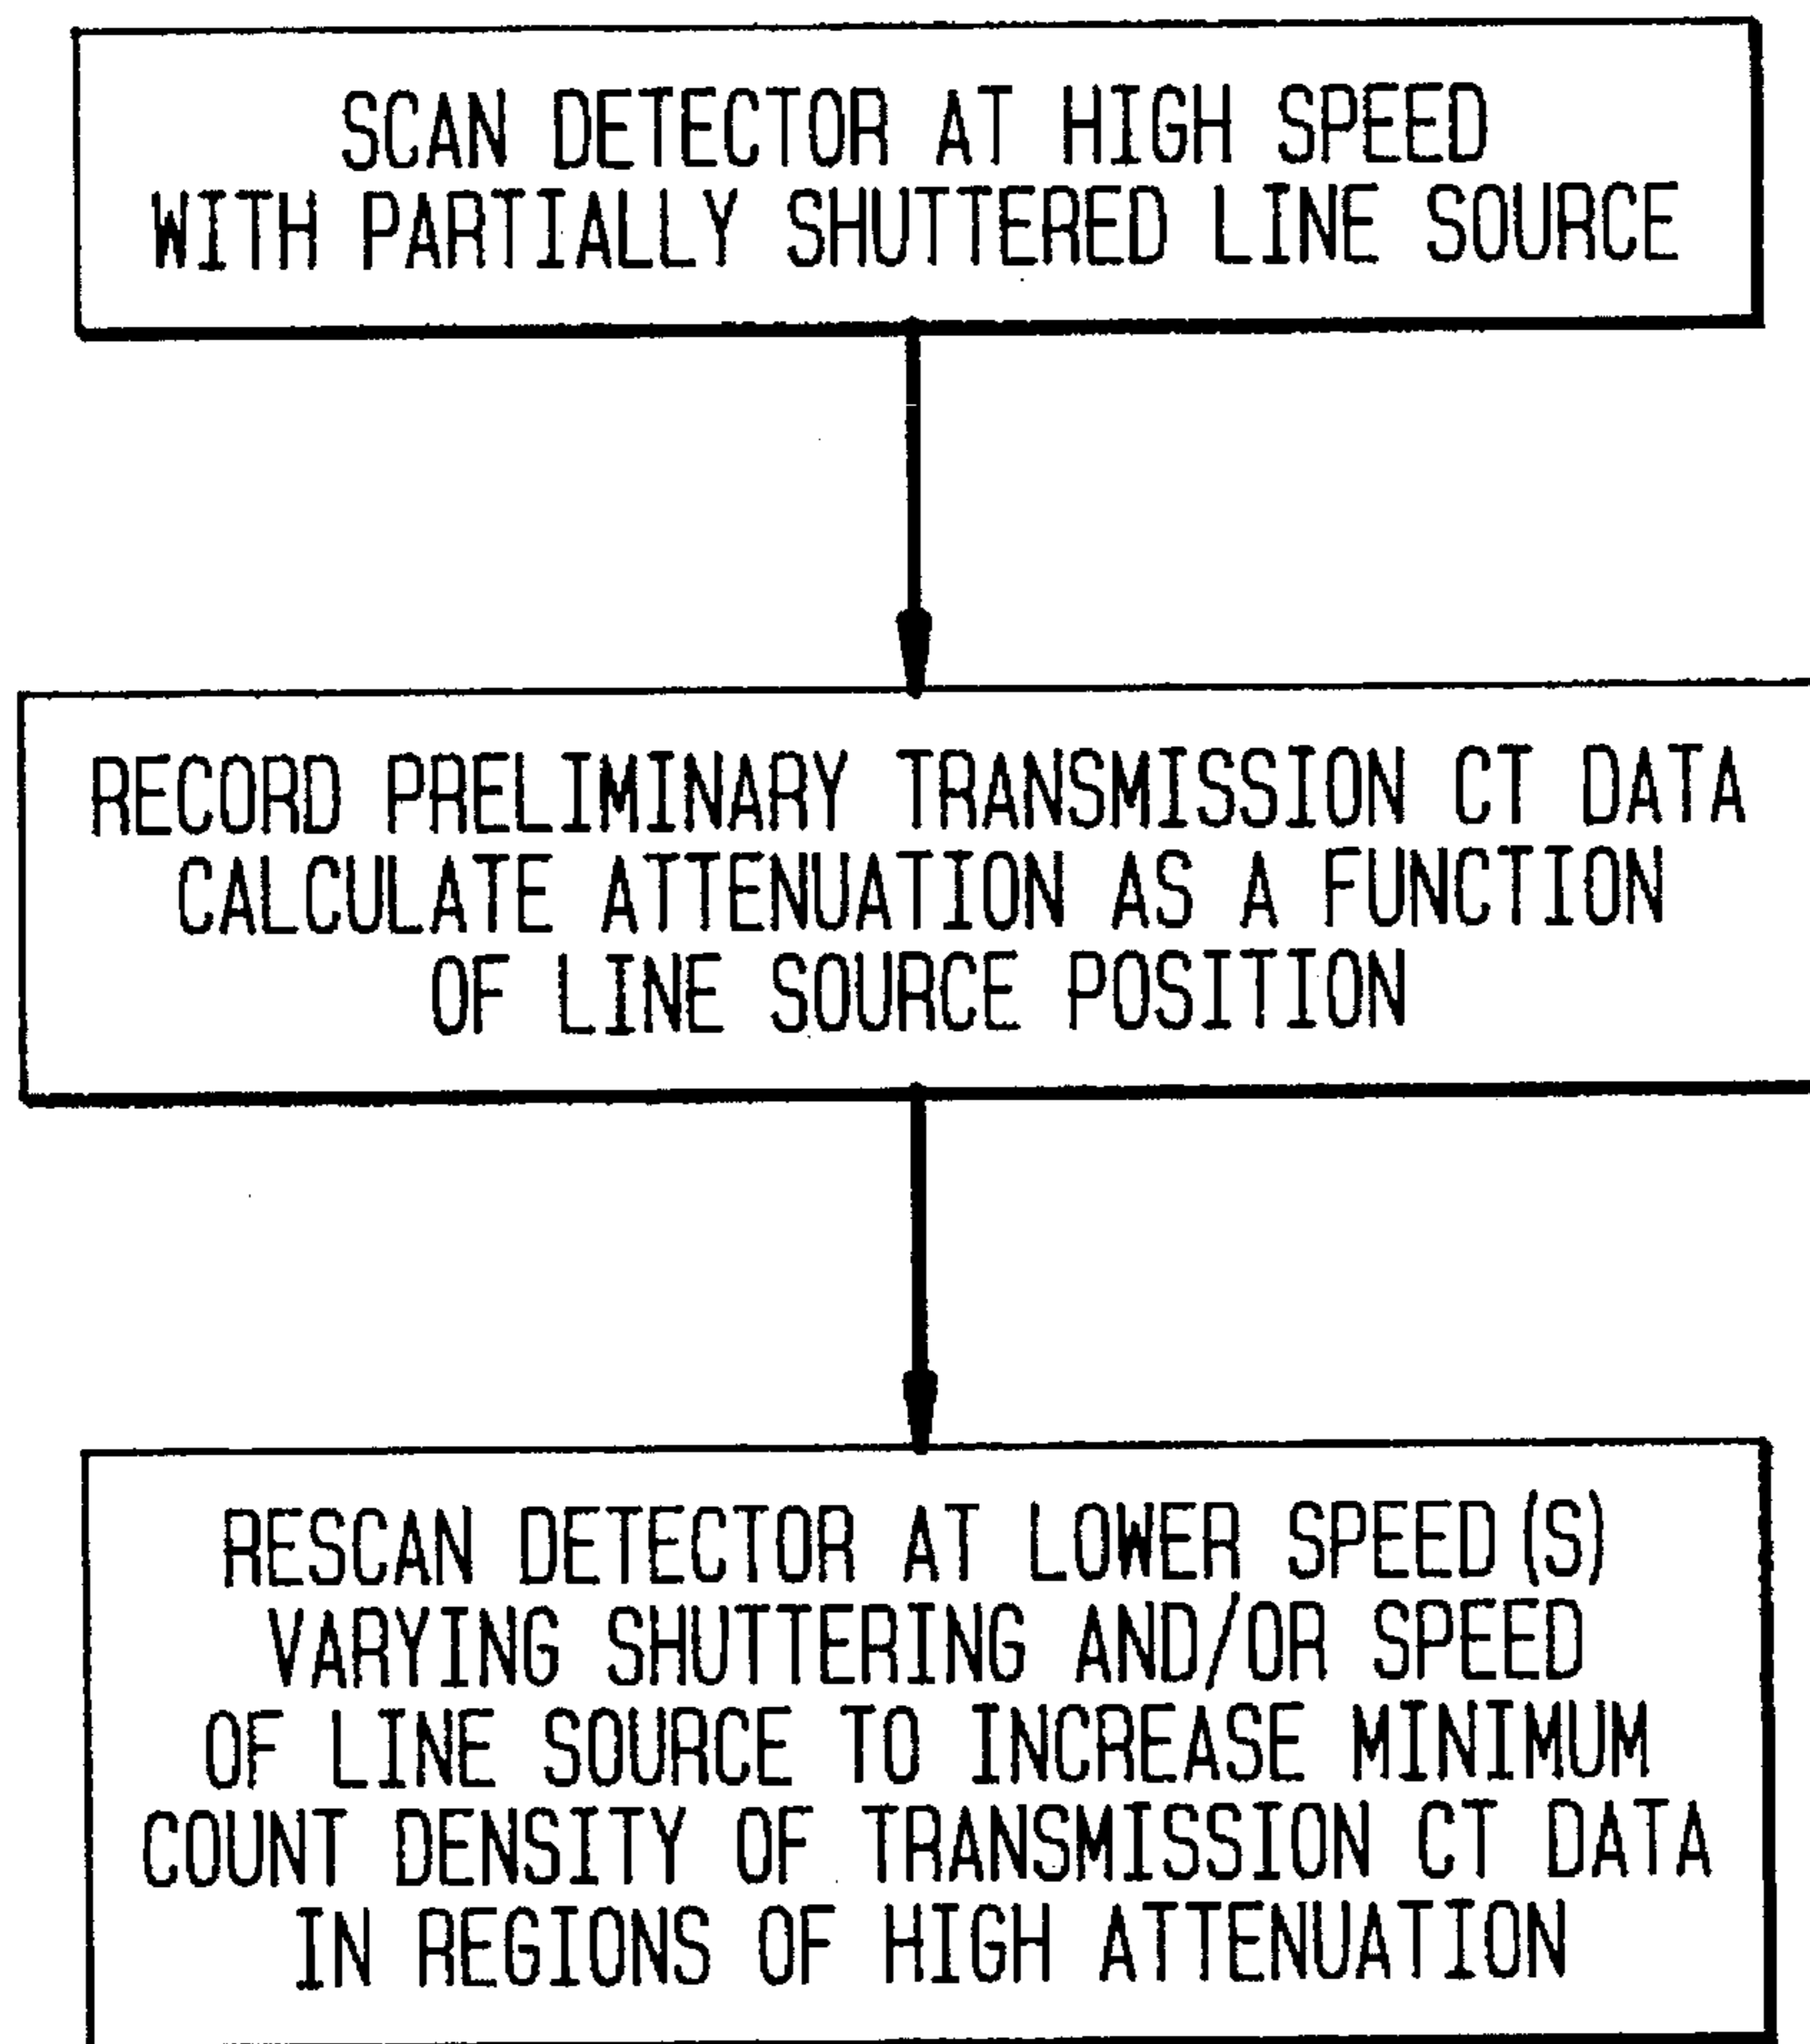 SCAN DETECTOR AT HIGH SPEED
WITH PARTIALLY SHUTTERED LINE SOURCE
RECORD PRELIMINARY TRANSMISSION CT DATA
CALCULATE ATTENUATION AS A FUNCTION
OF LINE SOURCE POSITION
RESCAN DETECTOR AT LOWER SPEED(S)
VARYING SHUTTERING AND/OR SPEED
OF LINE SOURCE TO INCREASE MINIMUM
COUNT DENSITY OF TRANSMISSION CT DATA
IN REGIONS OF HIGH ATTENUATION